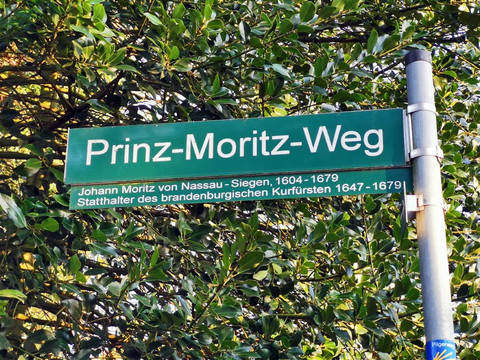 Prinz-Moritz-Weg
Johann Moritz von Nassau-Siegen, 1604-1679
Statthalter des brandenburgischen Kurfürsten 1647-1679